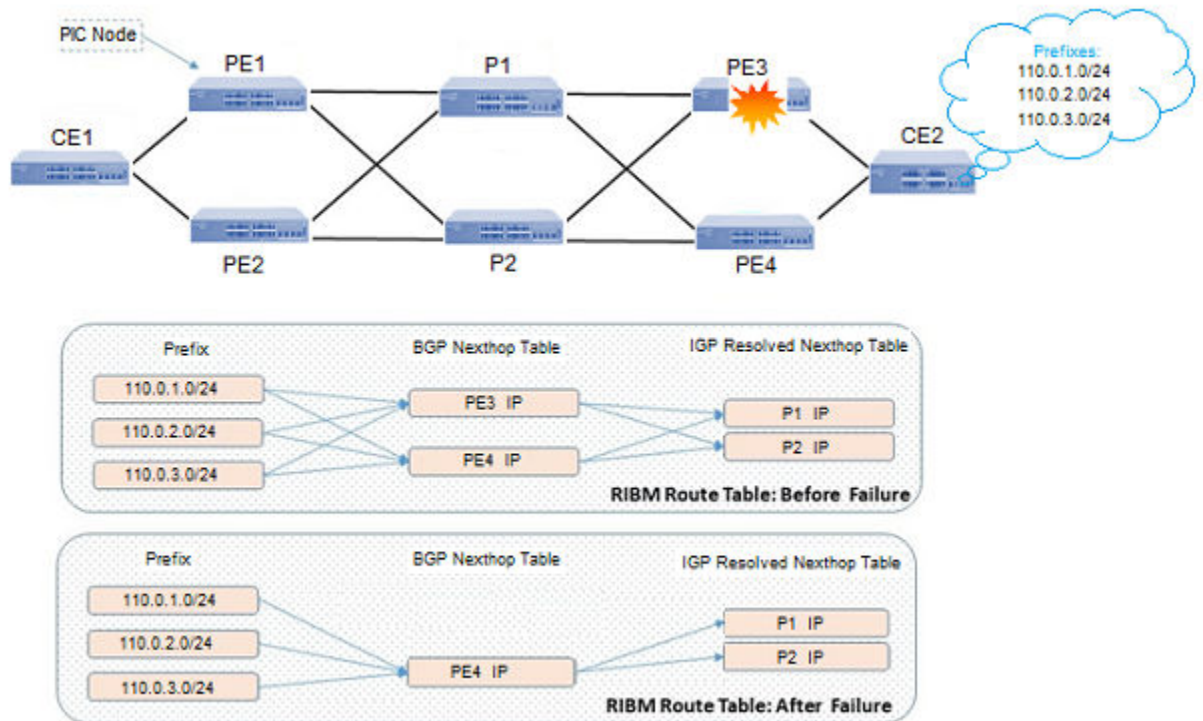 PIC Node
PE1
P1
PE3
Prefixes:
110.0.1.0/24
110.0.2.0/24
110.0.3.0/24
CE1
CE2
PE2
P2
PE4
Prefix
BGP Nexthop Table
IGP Resolved Nexthop Table
110.0.1.0/24
110.0.2.0/24
110.0.3.0/24
PE3 IP
PE4 IP
P1 IP
P2 IP
RIBM Route Table: Before Failure
Prefix
BGP Nexthop Table
IGP Resolved Nexthop Table
110.0.1.0/24
110.0.2.0/24
110.0.3.0/24
PE4 IP
P1 IP
P2 IP
RIBM Route Table: After Failure